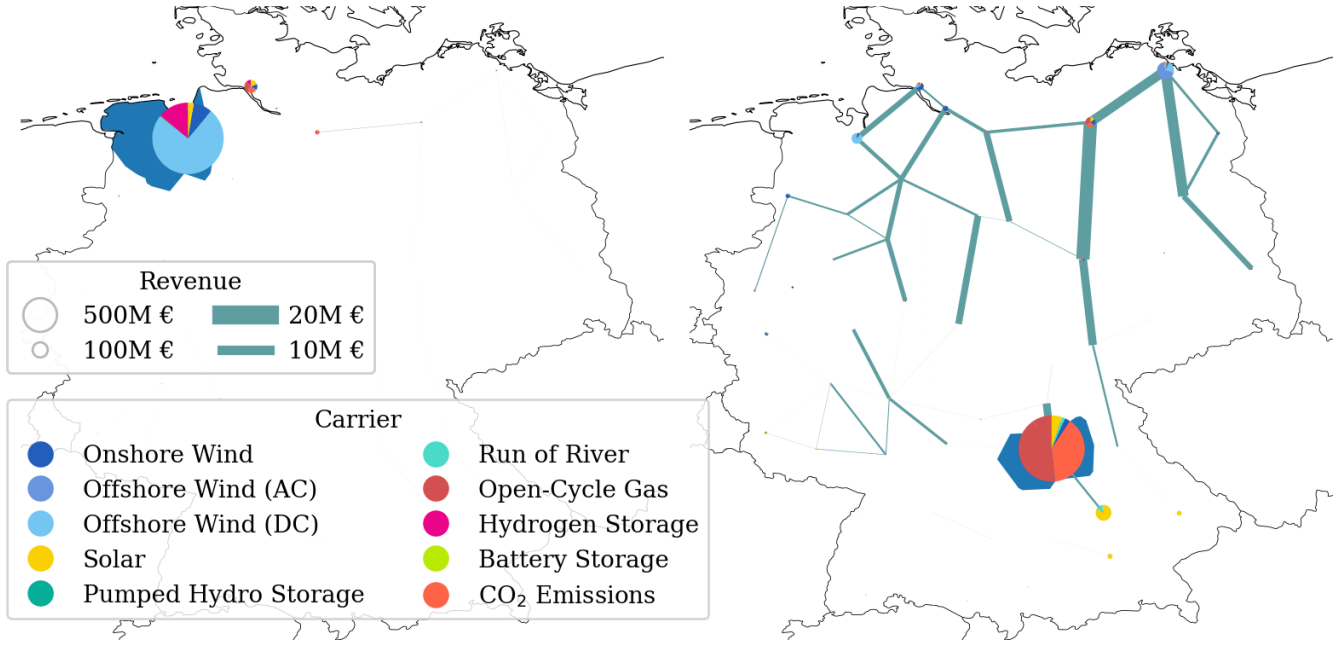 Revenue
500M € 20M €
100M € 10M €
Carrier
Onshore Wind Run of River
Offshore Wind (AC) Open-Cycle Gas
Offshore Wind (DC) Hydrogen Storage
Solar Battery Storage
Pumped Hydro Storage CO₂ Emissions